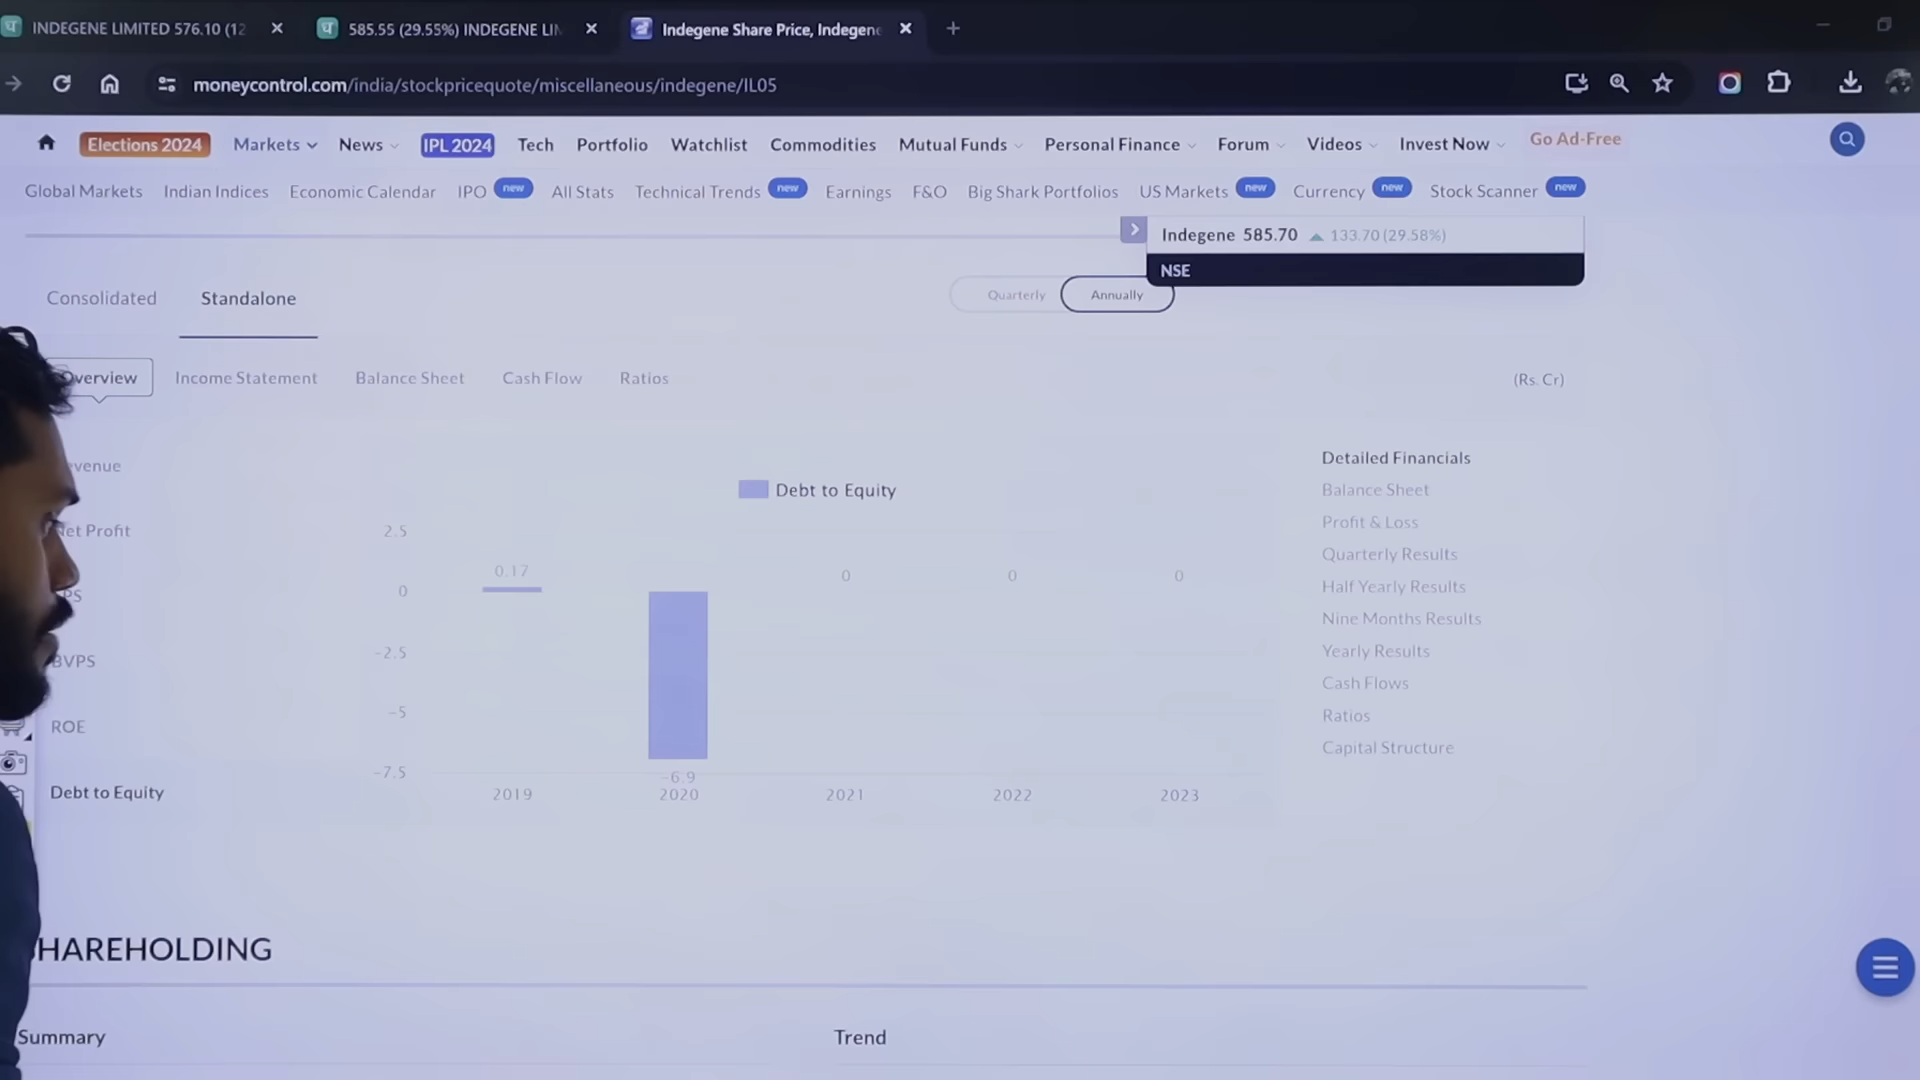 INDEGENE LIMITED 576.10 (12
585.55 (29.55%) INDEGENE LIM
Indegene Share Price, Indegene
moneycontrol.com/india/stockpricequote/miscellaneous/indegene/IL05
Elections 2024 Markets News IPL 2024 Tech Portfolio Watchlist Commodities Mutual Funds Personal Finance Forum Videos Invest Now Go Ad-Free
Global Markets Indian Indices Economic Calendar IPO new All Stats Technical Trends new Earnings F&O Big Shark Portfolios US Markets new Currency new Stock Scanner new
Indegene 585.70 133.70 (29.58%)
NSE
Consolidated Standalone
Quarterly Annually
Overview Income Statement Balance Sheet Cash Flow Ratios
(Rs. Cr)
evenue
Net Profit
PS
BVPS
ROE
Debt to Equity
Debt to Equity
2.5
0
-2.5
-5
-7.5
0.17
-6.9
0
0
0
2019 2020 2021 2022 2023
Detailed Financials
Balance Sheet
Profit & Loss
Quarterly Results
Half Yearly Results
Nine Months Results
Yearly Results
Cash Flows
Ratios
Capital Structure
HAREHOLDING
Summary
Trend